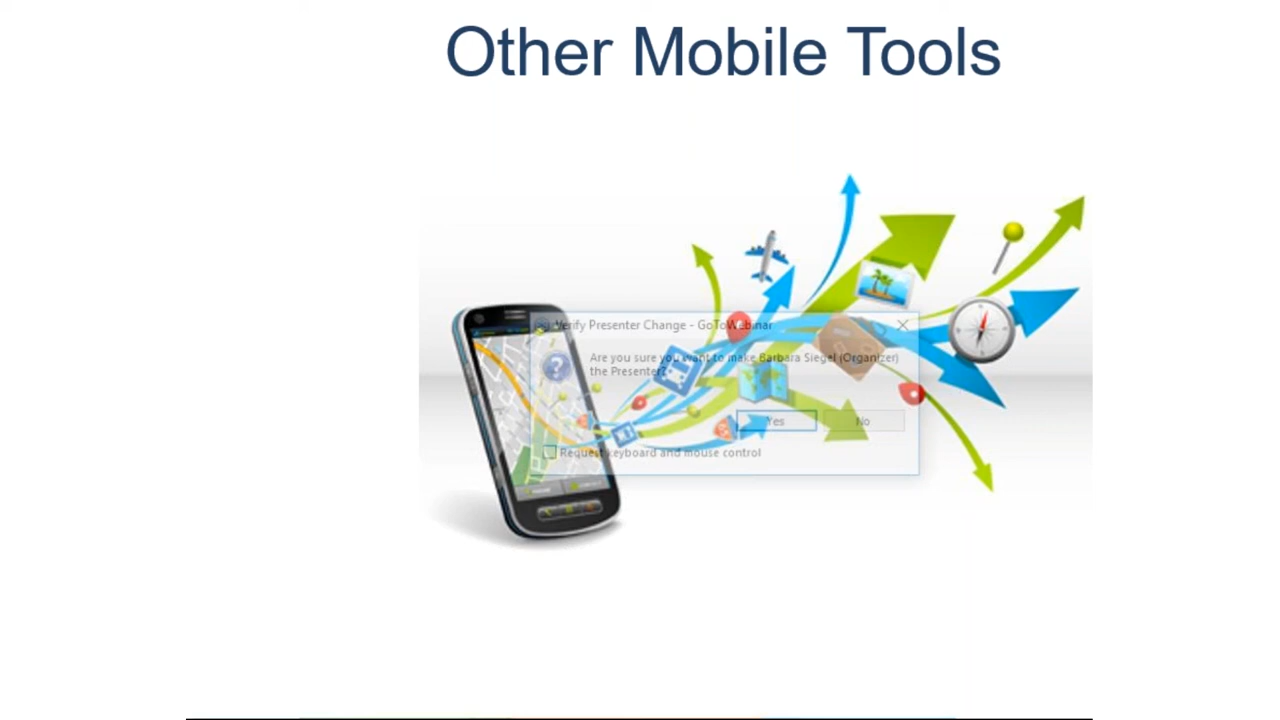 Other Mobile Tools
Verify Presenter Change - GoToWebinar
Are you sure you want to make Barbara Siegel (Organizer)
the Presenter?
Yes
No
Request keyboard and mouse control